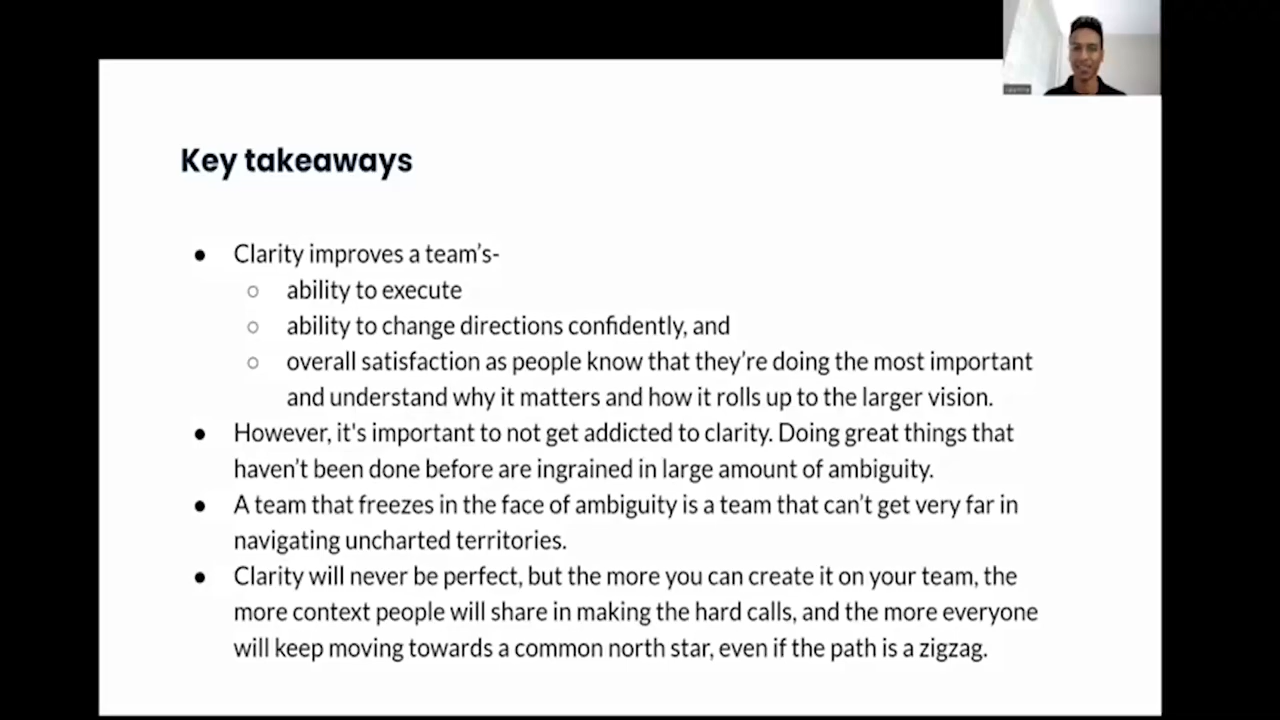 Key takeaways
● Clarity improves a team’s-
○ ability to execute
○ ability to change directions confidently, and
○ overall satisfaction as people know that they’re doing the most important
and understand why it matters and how it rolls up to the larger vision.
● However, it's important to not get addicted to clarity. Doing great things that
haven’t been done before are ingrained in large amount of ambiguity.
● A team that freezes in the face of ambiguity is a team that can’t get very far in
navigating uncharted territories.
● Clarity will never be perfect, but the more you can create it on your team, the
more context people will share in making the hard calls, and the more everyone
will keep moving towards a common north star, even if the path is a zigzag.